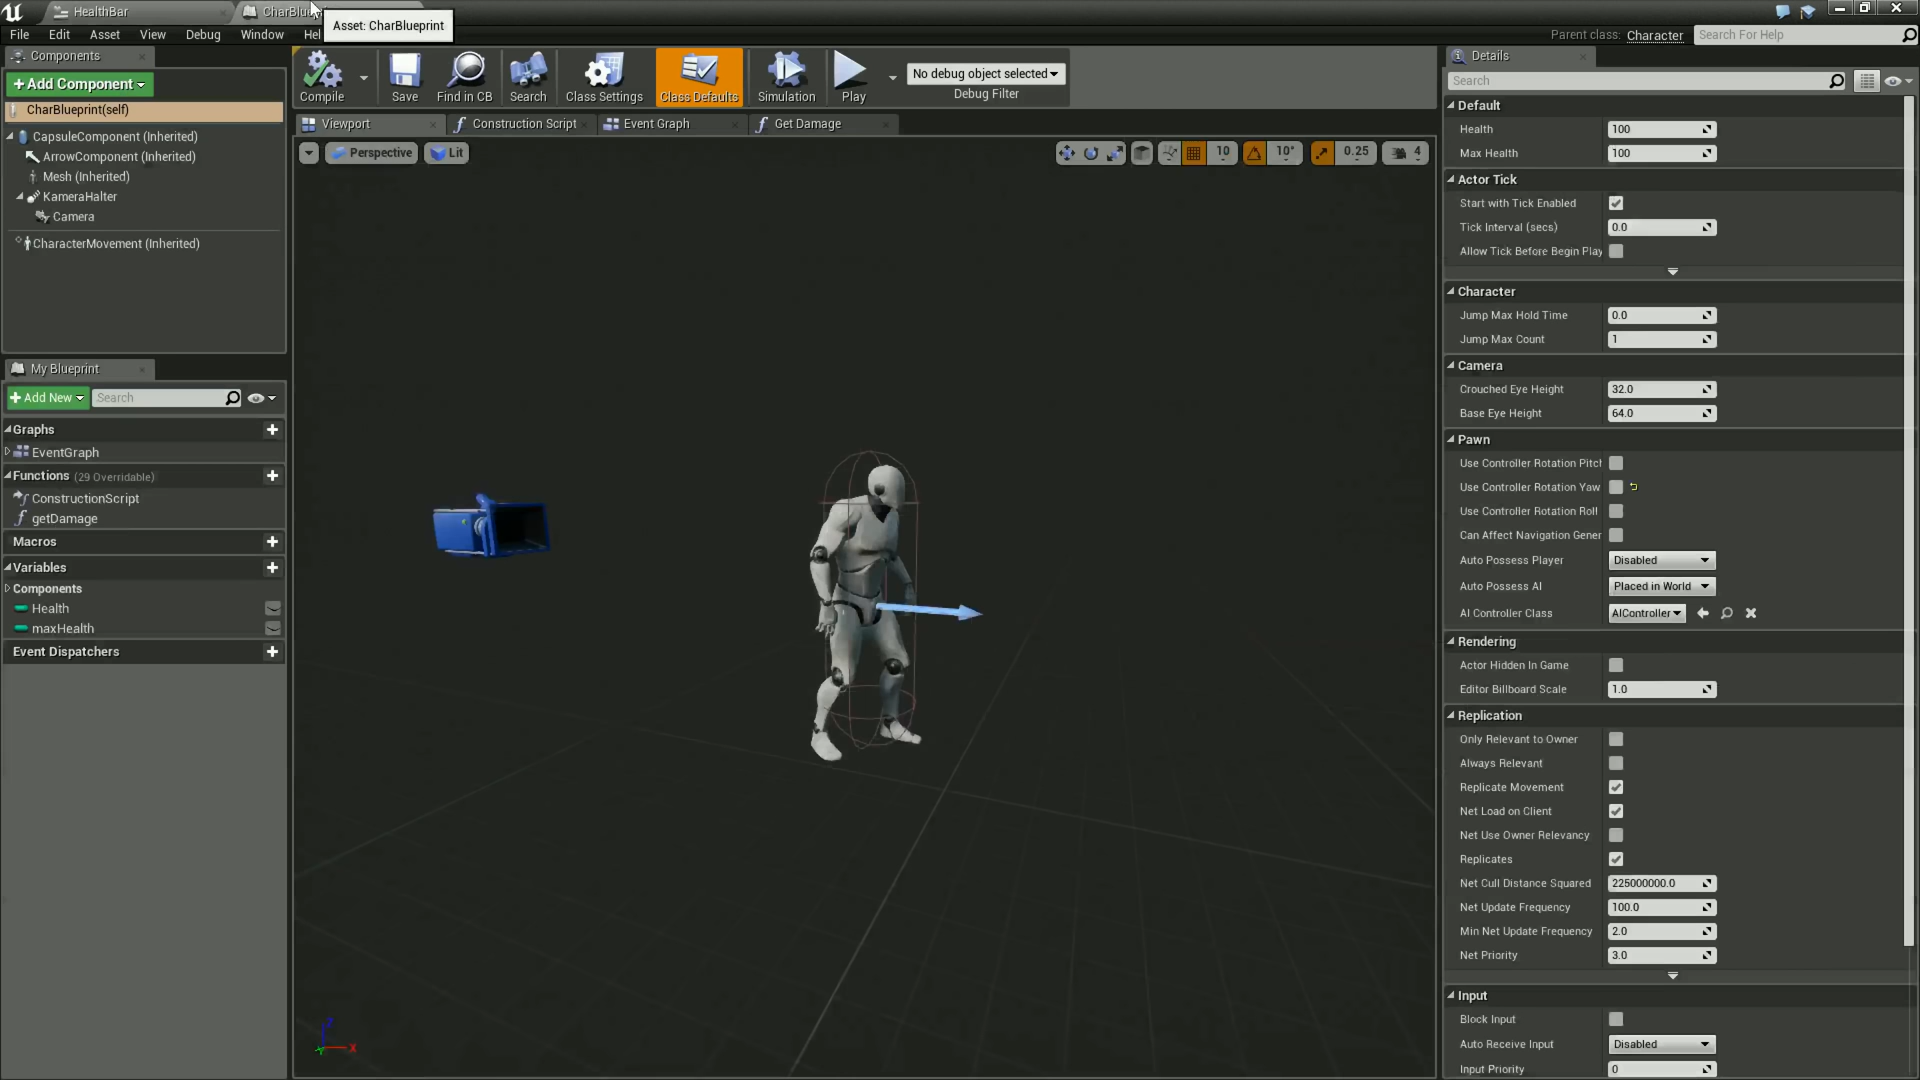 HealthBar
CharBluep
Asset: CharBlueprint
File Edit Asset View Debug Window Hel
Parent class: Character
Search For Help
Components
+ Add Component
CharBlueprint(self)
CapsuleComponent (Inherited)
ArrowComponent (Inherited)
Mesh (Inherited)
KameraHalter
Camera
CharacterMovement (Inherited)
My Blueprint
+ Add New
Search
Graphs
EventGraph
Functions (29 Overridable)
ConstructionScript
getDamage
Macros
Variables
Components
Health
maxHealth
Event Dispatchers
Compile
Save
Find in CB
Search
Class Settings
Class Defaults
Simulation
Play
No debug object selected
Debug Filter
Viewport
Construction Script
Event Graph
Get Damage
Perspective
Lit
10
10°
0.25
4
Z
X
Details
Search
Default
Health 100
Max Health 100
Actor Tick
Start with Tick Enabled
Tick Interval (secs) 0.0
Allow Tick Before Begin Play
Character
Jump Max Hold Time 0.0
Jump Max Count 1
Camera
Crouched Eye Height 32.0
Base Eye Height 64.0
Pawn
Use Controller Rotation Pitch
Use Controller Rotation Yaw
Use Controller Rotation Roll
Can Affect Navigation Gener
Auto Possess Player Disabled
Auto Possess AI Placed in World
AI Controller Class AIController
Rendering
Actor Hidden In Game
Editor Billboard Scale 1.0
Replication
Only Relevant to Owner
Always Relevant
Replicate Movement
Net Load on Client
Net Use Owner Relevancy
Replicates
Net Cull Distance Squared 225000000.0
Net Update Frequency 100.0
Min Net Update Frequency 2.0
Net Priority 3.0
Input
Block Input
Auto Receive Input Disabled
Input Priority 0